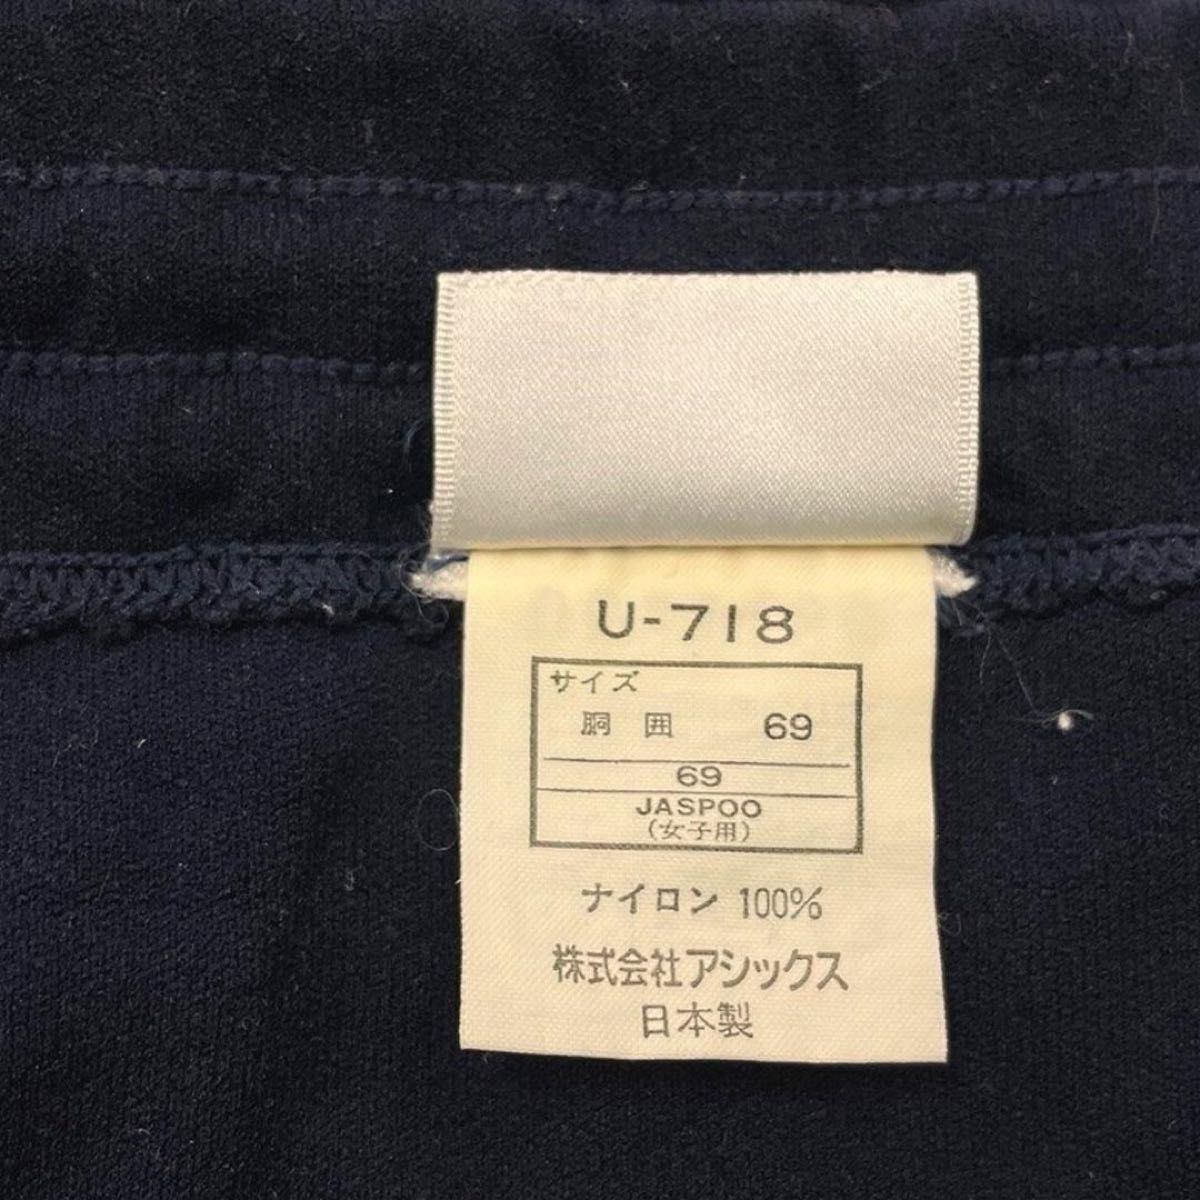 U-718
サイズ
胴 囲 69
69
JASPOO
(女子用)
ナイロン 100%
株式会社アシックス
日本製